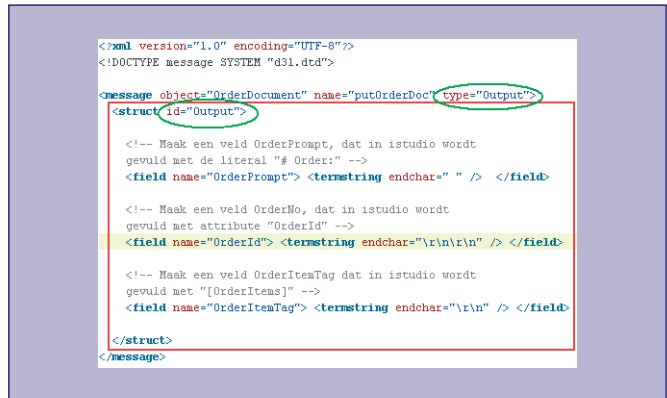 <?xml version="1.0" encoding="UTF-8"?>
<!DOCTYPE message SYSTEM "d3l.dtd">
<message object="OrderDocument" name="putOrderDoc" type="Output">
<struct id="Output">
<!-- Maak een veld OrderPrompt, dat in istudio wordt
gevuld met de literal "# Order:" -->
<field name="OrderPrompt"> <termstring endchar=" " /> </field>
<!-- Maak een veld OrderNo, dat in istudio wordt
gevuld met attribute "OrderId" -->
<field name="OrderId"> <termstring endchar="\r\n\r\n" /> </field>
<!-- Maak een veld OrderItemTag dat in istudio wordt
gevuld met "[OrderItems]" -->
<field name="OrderItemTag"> <termstring endchar="\r\n" /> </field>
</struct>
</message>